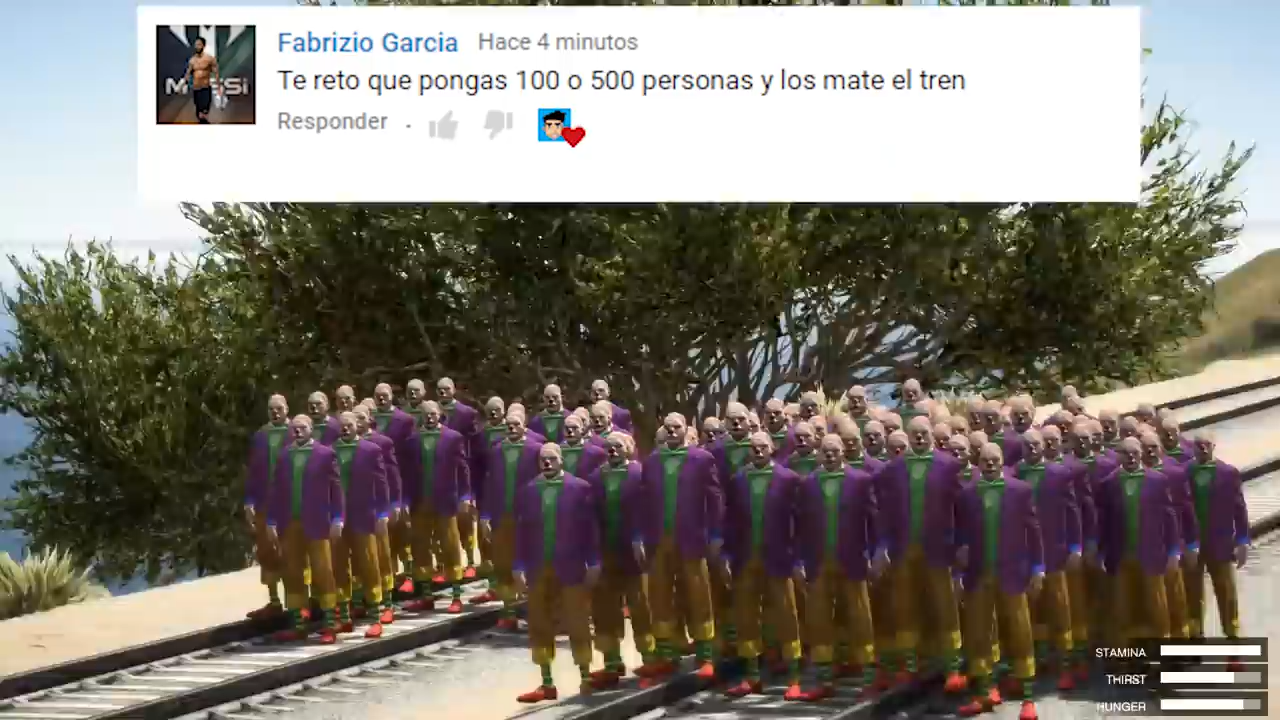 Fabrizio Garcia Hace 4 minutos
Te reto que pongas 100 o 500 personas y los mate el tren
Responder .
STAMINA
THIRST
HUNGER